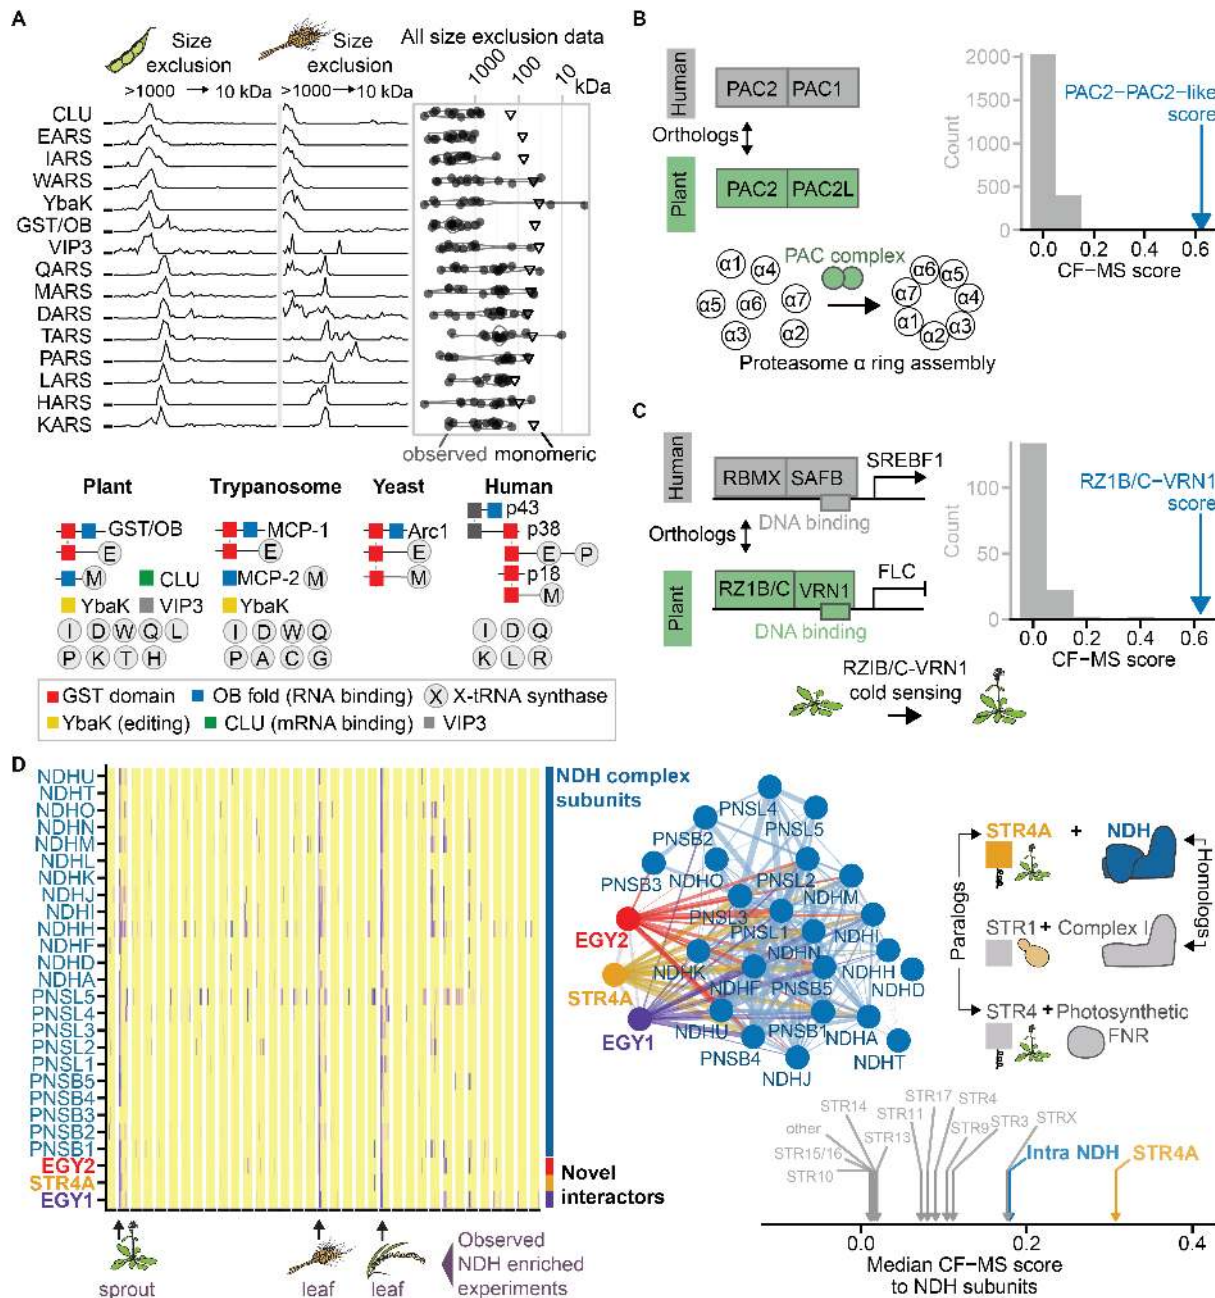 A
Size
exclusion
Size
exclusion
All size exclusion data
>1000 → 10 kDa
>1000 → 10 kDa
1000
100
10
kDa
CLU
EARS
IARS
WARS
YbaK
GST/OB
VIP3
QARS
MARS
DARS
TARS
PARS
LARS
HARS
KARS
observed monomeric
Plant
Trypanosome
Yeast
Human
GST/OB
E
M
CLU
YbaK
VIP3
I D W Q L
P K T H
MCP-1
E
MCP-2 M
YbaK
I D W Q
P A C G
Arc1
E
M
p43
p38
E P
p18
M
I D Q
K L R
GST domain
OB fold (RNA binding)
X X-tRNA synthase
YbaK (editing)
CLU (mRNA binding)
VIP3
B
Human
PAC2 PAC1
Orthologs
Plant
PAC2 PAC2L
α1
α4
α5
α6
α7
α3
α2
PAC complex
α6
α5
α7
α4
α1
α3
α2
Proteasome α ring assembly
2000
1500
1000
500
0
Count
PAC2−PAC2−like
score
0.0 0.2 0.4 0.6
CF−MS score
C
Human
RBMX SAFB
SREBF1
DNA binding
Orthologs
Plant
RZ1B/C VRN1
FLC
DNA binding
RZIB/C-VRN1
cold sensing
100
50
0
Count
RZ1B/C−VRN1
score
0.0 0.2 0.4 0.6
CF−MS score
D
NDHU
NDHT
NDHO
NDHN
NDHM
NDHL
NDHK
NDHJ
NDHI
NDHH
NDHF
NDHD
NDHA
PNSL5
PNSL4
PNSL3
PNSL2
PNSL1
PNSB5
PNSB4
PNSB3
PNSB2
PNSB1
EGY2
STR4A
EGY1
NDH complex
subunits
Novel
interactors
sprout
leaf
leaf
Observed
NDH enriched
experiments
PNSL4
PNSL5
PNSB2
PNSB3
NDHO
PNSL2
NDHM
PNSL3
PNSL1
NDHI
EGY2
NDHN
NDHK
NDHH
STR4A
NDHF
PNSB5
NDHD
EGY1
NDHU
PNSB1
NDHA
PNSB4
NDHT
NDHJ
Paralogs
STR4A + NDH
Homologs
STR1 + Complex I
STR4 + Photosynthetic
FNR
STR14
other
STR15/16
STR10
STR13
STR11
STR17
STR4
STR9
STR3
STRX
Intra NDH
STR4A
0.0 0.2 0.4
Median CF−MS score
to NDH subunits